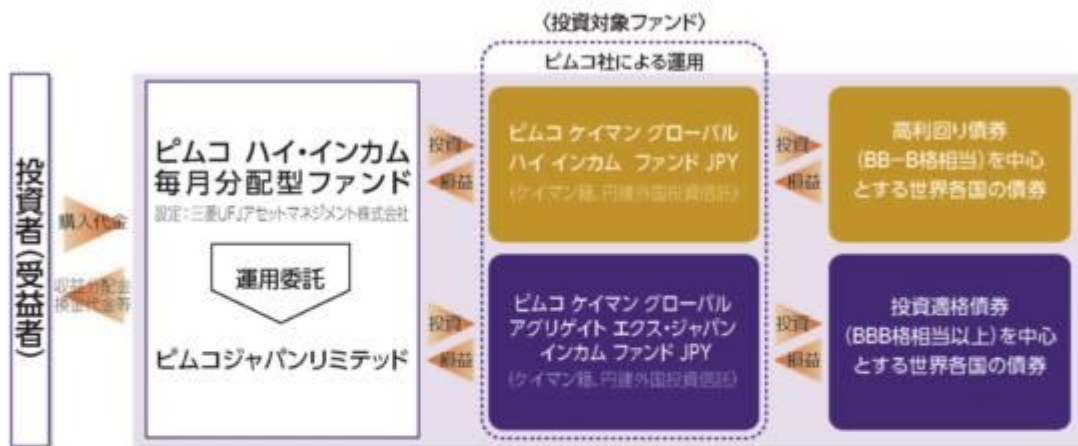 〈投資対象ファンド〉
ピムコ社による運用
投資者(受益者)
購入代金
収益分配金
換金代金等
ピムコ ハイ・インカム
毎月分配型ファンド
設定:三菱UFJアセットマネジメント株式会社
運用委託
ピムコジャパンリミテッド
投資
損益
ピムコ ケイマン グローバル
ハイ インカム ファンド JPY
(ケイマン籍、円建外国投資信託)
投資
損益
高利回り債券
(BB−B格相当)を中心
とする世界各国の債券
投資
損益
ピムコ ケイマン グローバル
アグリゲイト エクス・ジャパン
インカム ファンド JPY
(ケイマン籍、円建外国投資信託)
投資
損益
投資適格債券
(BBB格相当以上)を中心
とする世界各国の債券